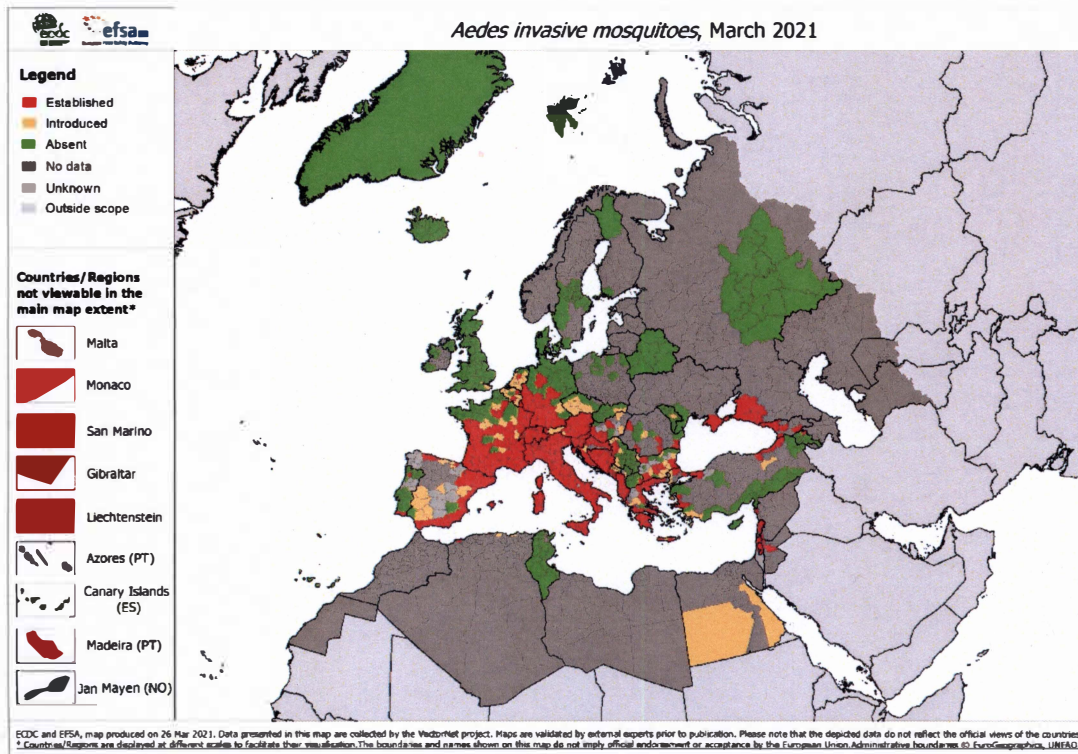 ecdc
efsa
Aedes invasive mosquitoes, March 2021
Legend
Established
Introduced
Absent
No data
Unknown
Outside scope
Countries/Regions
not viewable in the
main map extent*
Malta
Monaco
San Marino
Gibraltar
Liechtenstein
Azores (PT)
Canary Islands
(ES)
Madeira (PT)
Jan Mayen (NO)
ECDC and EFSA, map produced on 26 Mar 2021. Data presented in this map are collected by the VectorNet project. Maps are validated by external experts prior to publication. Please note that the depicted data do not reflect the official views of the countries
* Countries/Regions are displayed at different scales to facilitate their visualisation. The boundaries and names shown on this map do not imply official endorsement or acceptance by the European Union. Administrative boundaries: © EuroGeographics, UNFAO